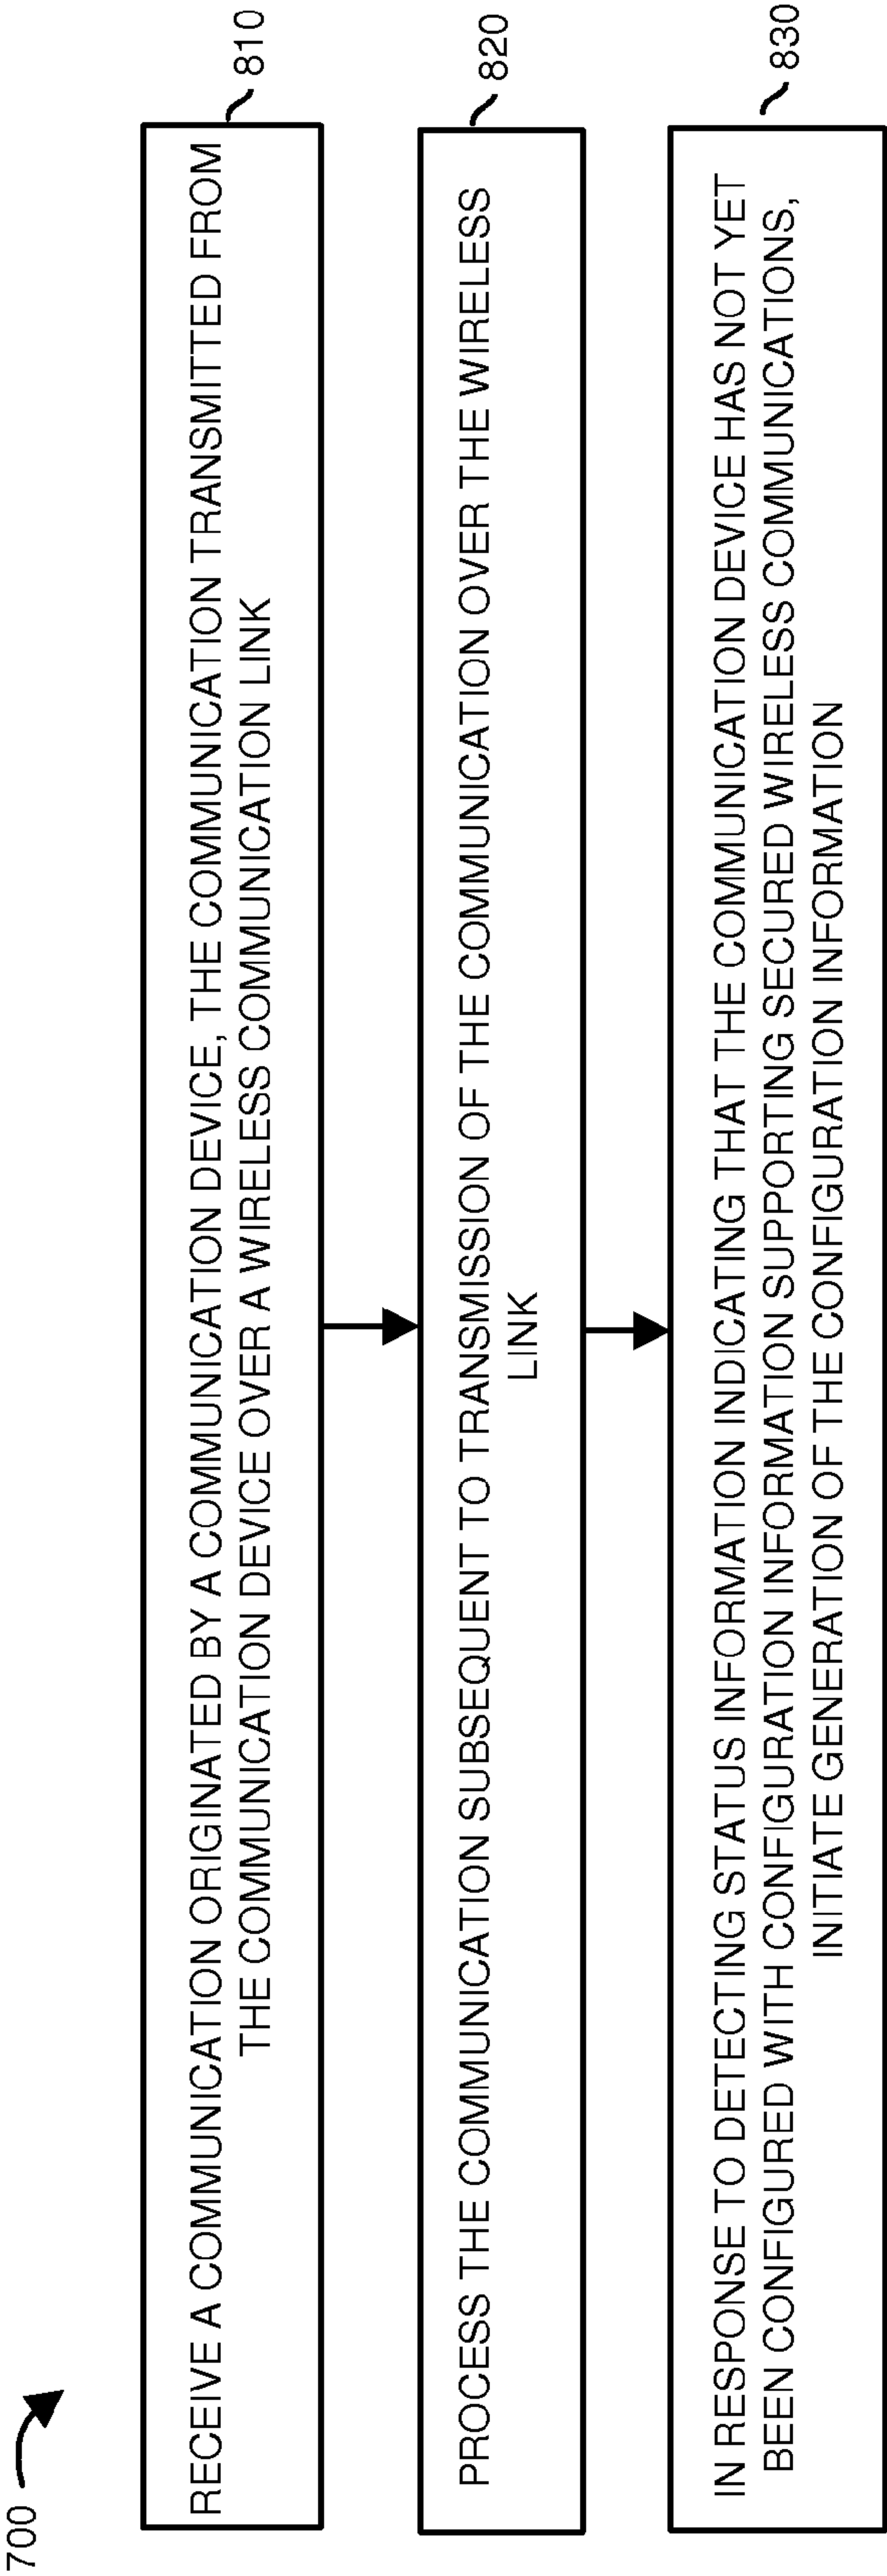 700
RECEIVE A COMMUNICATION ORIGINATED BY A COMMUNICATION DEVICE, THE COMMUNICATION TRANSMITTED FROM
THE COMMUNICATION DEVICE OVER A WIRELESS COMMUNICATION LINK
810
PROCESS THE COMMUNICATION SUBSEQUENT TO TRANSMISSION OF THE COMMUNICATION OVER THE WIRELESS
LINK
820
IN RESPONSE TO DETECTING STATUS INFORMATION INDICATING THAT THE COMMUNICATION DEVICE HAS NOT YET
BEEN CONFIGURED WITH CONFIGURATION INFORMATION SUPPORTING SECURED WIRELESS COMMUNICATIONS,
INITIATE GENERATION OF THE CONFIGURATION INFORMATION
830